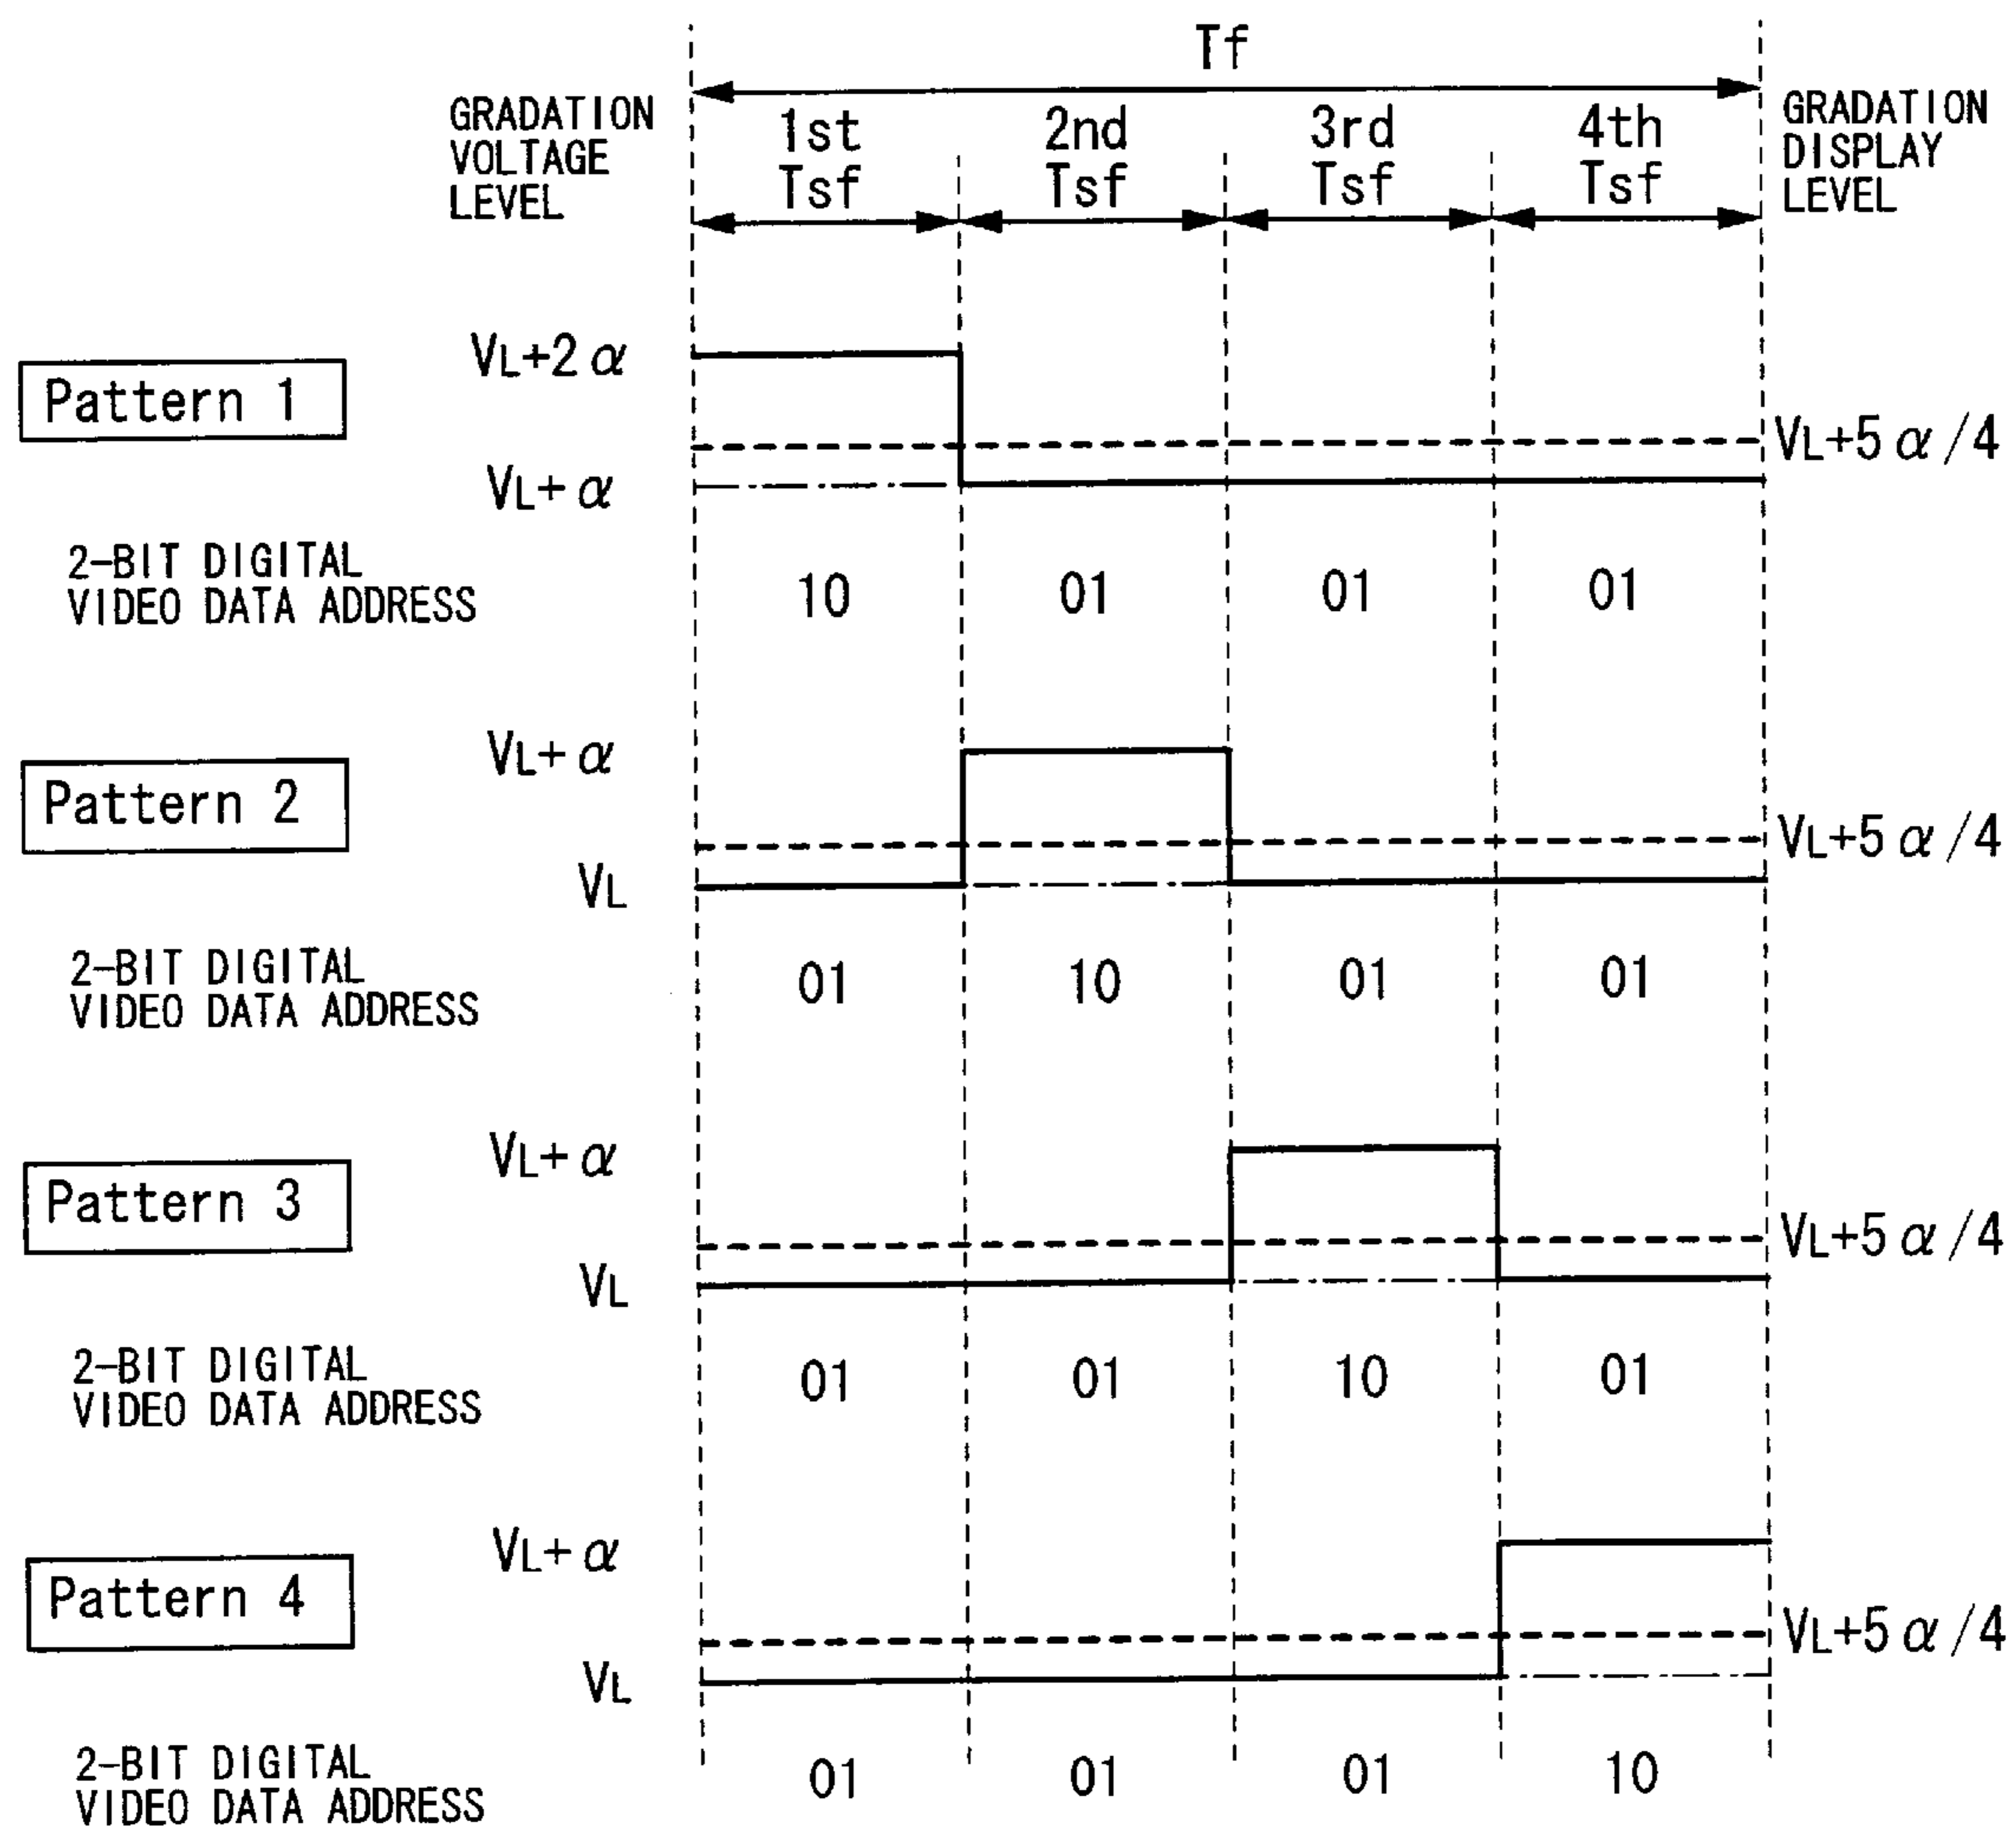 Tf
GRADATION
VOLTAGE
LEVEL
1st
Tsf
2nd
Tsf
3rd
Tsf
4th
Tsf
GRADATION
DISPLAY
LEVEL
Pattern 1
VL+2α
VL+α
VL+5α/4
2-BIT DIGITAL
VIDEO DATA ADDRESS
10 01 01 01
Pattern 2
VL+α
VL
VL+5α/4
2-BIT DIGITAL
VIDEO DATA ADDRESS
01 10 01 01
Pattern 3
VL+α
VL
VL+5α/4
2-BIT DIGITAL
VIDEO DATA ADDRESS
01 01 10 01
Pattern 4
VL+α
VL
VL+5α/4
2-BIT DIGITAL
VIDEO DATA ADDRESS
01 01 01 10